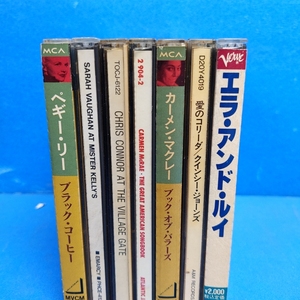 MCA
ペギー・リー
ブラック・コーヒー
MVCM
SARAH VAUGHAN AT MISTER KELLY'S
EMARCY
TOCJ-6122
CHRIS CONNOR AT THE VILLAGE GATE
2 904-2
CARMEN McRAE · THE GREAT AMERICAN SONGBOOK
ATLANTIC
MCA
カーメン・マクレー
ブック・オブ・バラーズ
D20Y4019
愛のコリーダ/クインシー・ジョーンズ
A&M RECORDS
Verve
エラ・アンド・ルイ
¥2,000